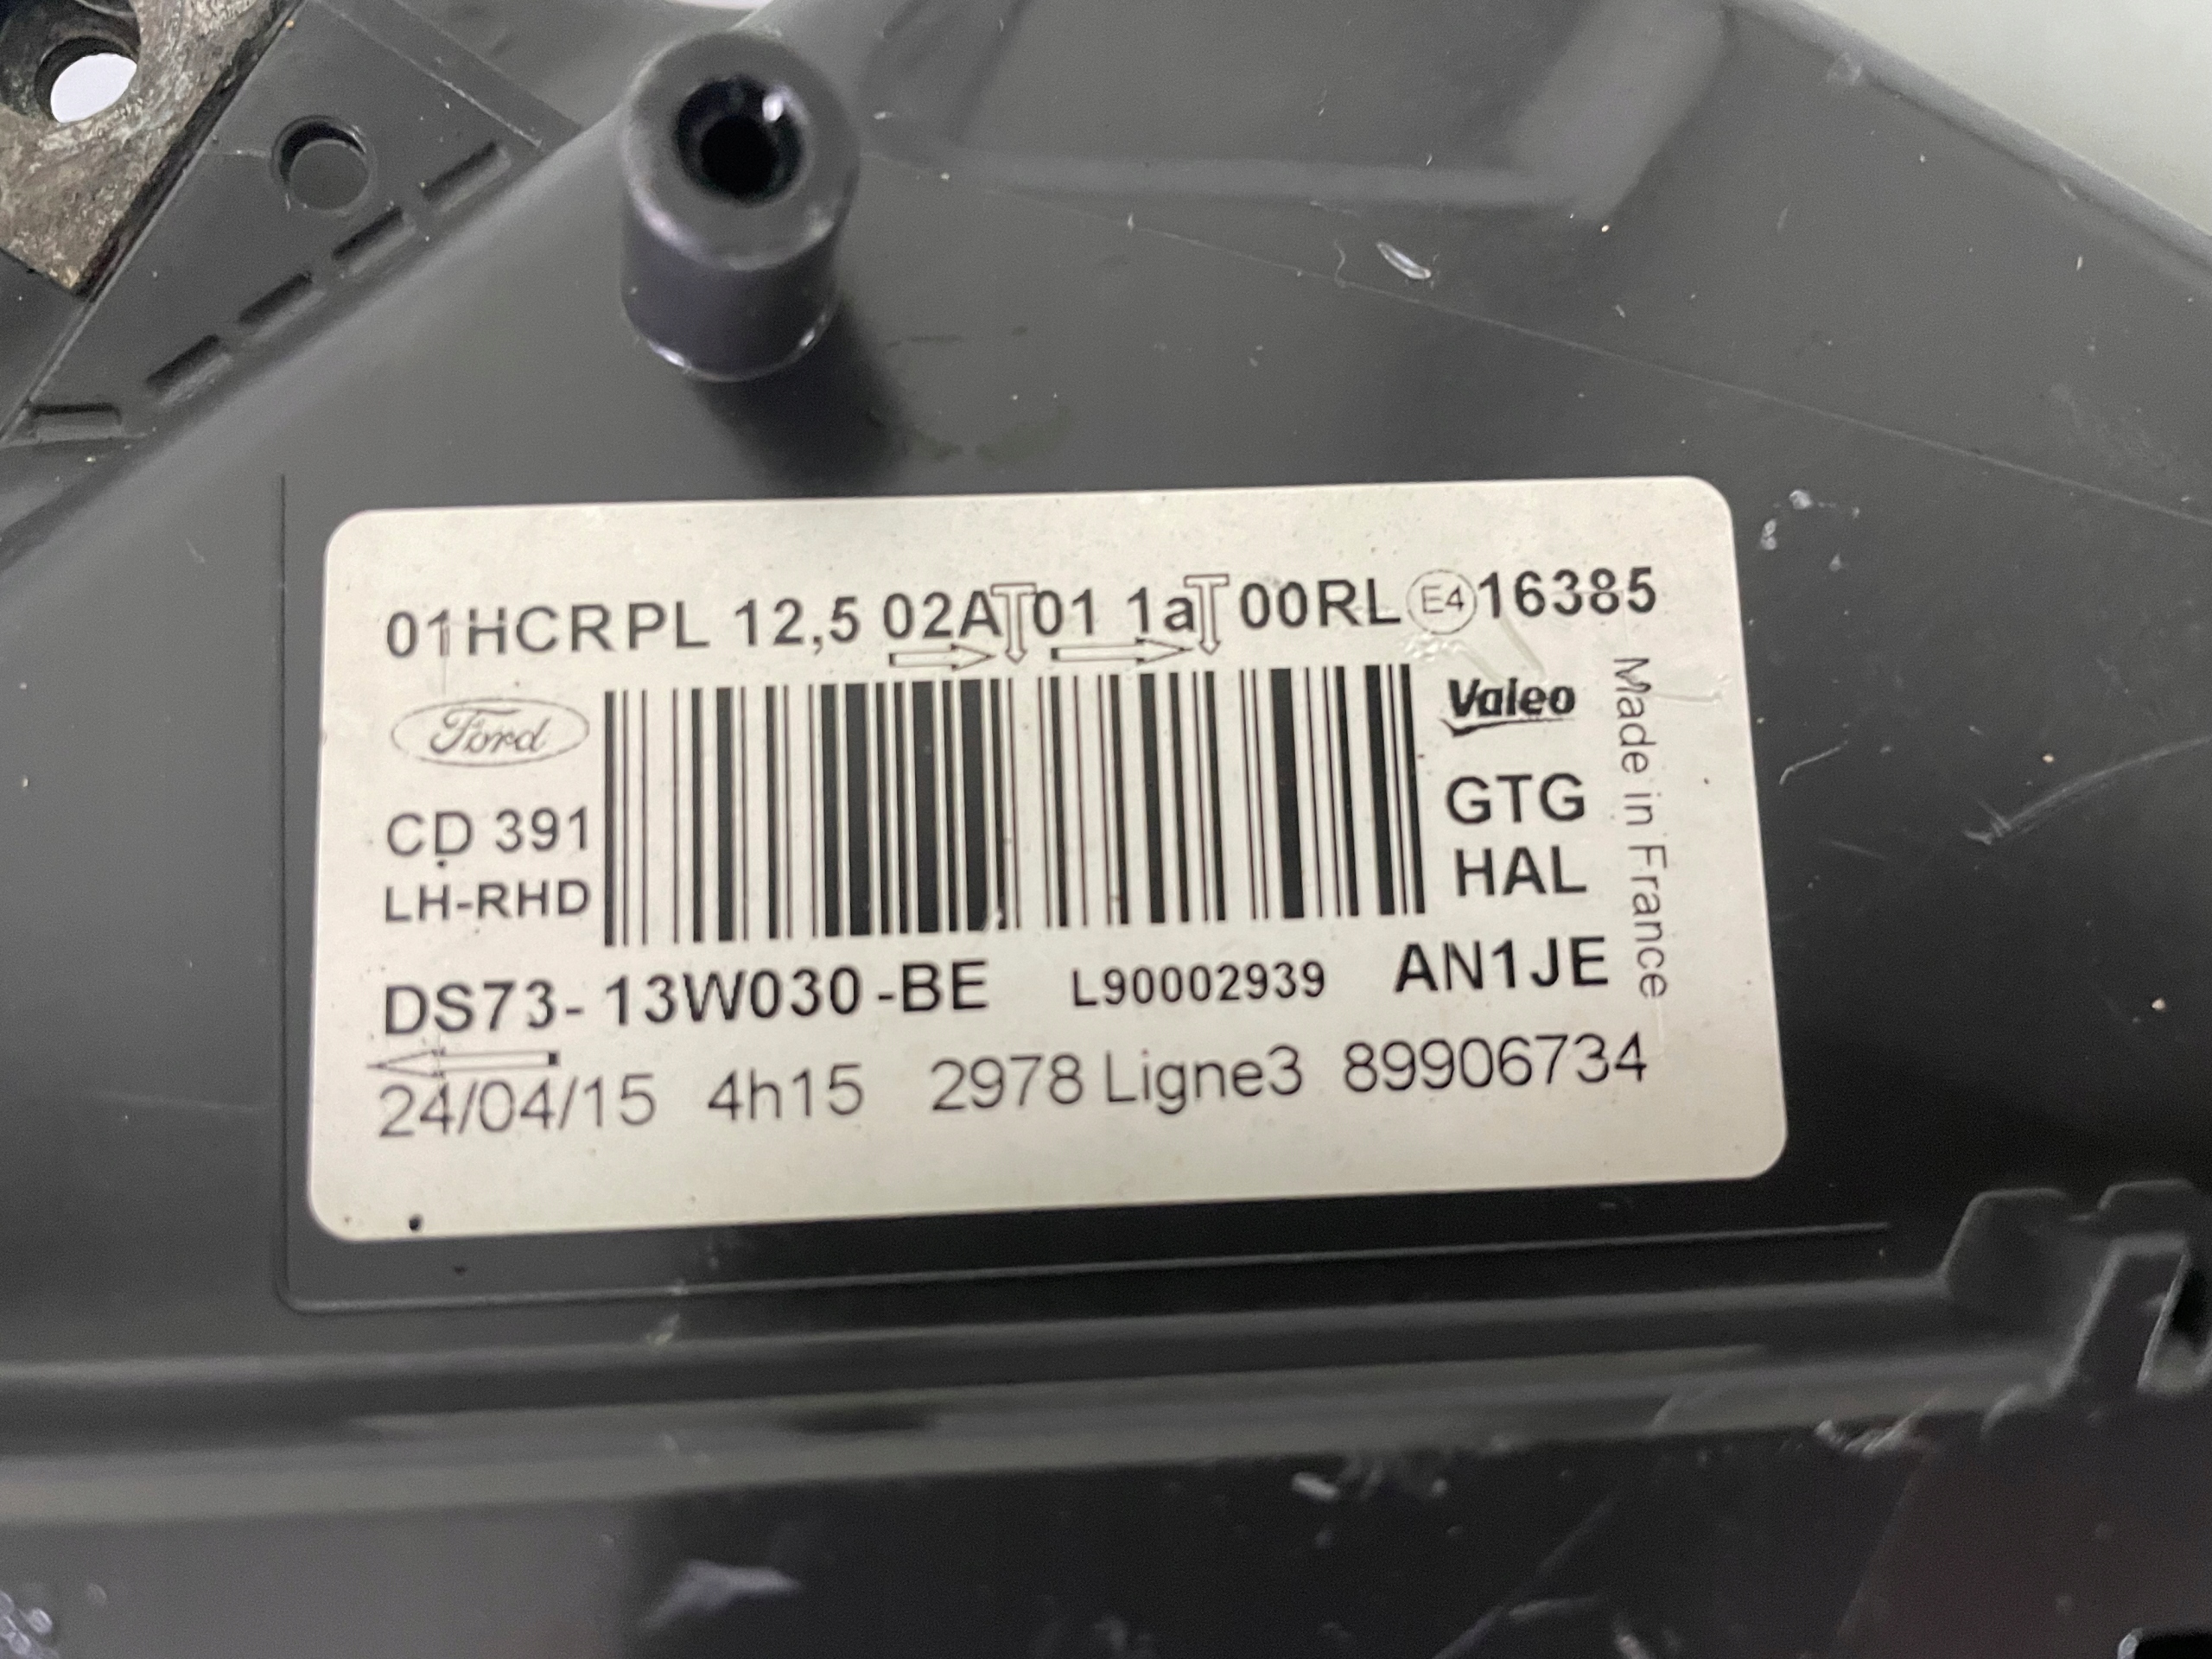 01HCRPL 12,5 02A 01 1a 00RL E4 16385
Ford
Valeo
Made in France
CD 391
GTG
LH-RHD
HAL
DS73-13W030-BE L90002939 AN1JE
24/04/15 4h15 2978 Ligne3 89906734